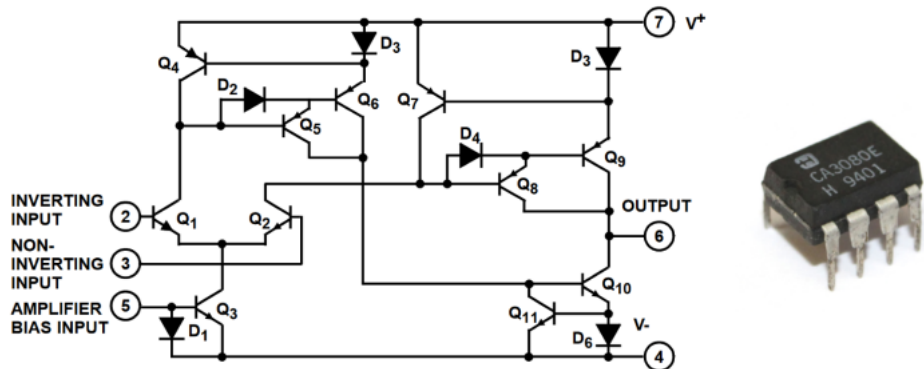 7 V+
D3
D3
Q4
D2
Q6
Q7
Q5
D4
Q9
Q8
CA3080E
H 9401
INVERTING
INPUT
2
Q1
Q2
OUTPUT
6
NON-
INVERTING
INPUT
3
AMPLIFIER
BIAS INPUT
5
Q3
D1
Q10
Q11
V-
D6
4